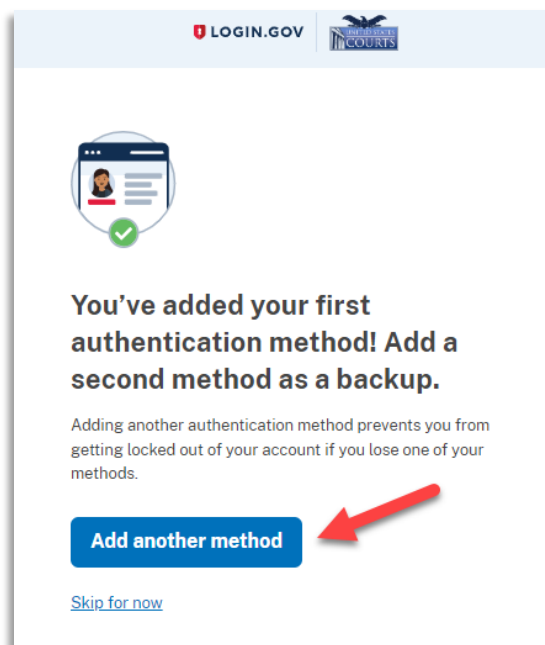 LOGIN.GOV
UNITED STATES
COURTS
You’ve added your first
authentication method! Add a
second method as a backup.
Adding another authentication method prevents you from
getting locked out of your account if you lose one of your
methods.
Add another method
Skip for now